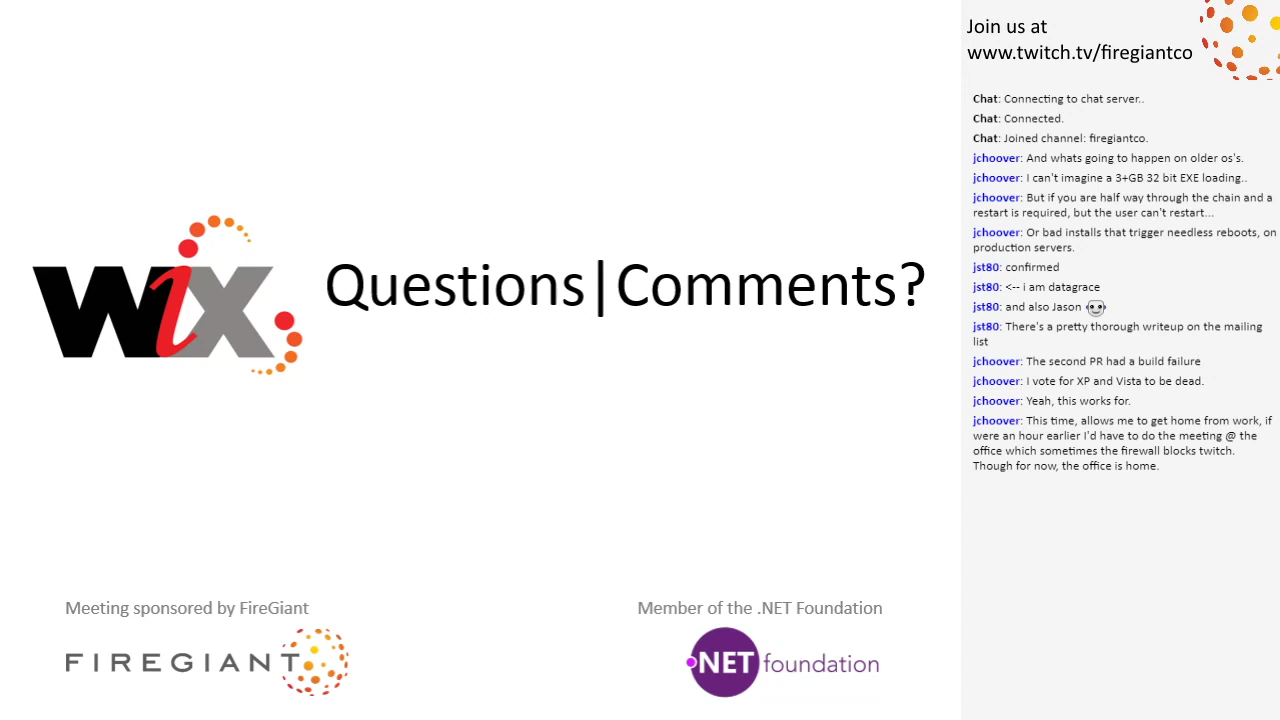 Join us at
www.twitch.tv/firegiantco
Chat: Connecting to chat server..
Chat: Connected.
Chat: Joined channel: firegiantco.
jchoover: And whats going to happen on older os's.
jchoover: I can't imagine a 3+GB 32 bit EXE loading..
jchoover: But if you are half way through the chain and a
restart is required, but the user can't restart...
jchoover: Or bad installs that trigger needless reboots, on
production servers.
jst80: confirmed
jst80: <-- i am datagrace
jst80: and also Jason
jst80: There's a pretty thorough writeup on the mailing
list
jchoover: The second PR had a build failure
jchoover: I vote for XP and Vista to be dead.
jchoover: Yeah, this works for.
jchoover: This time, allows me to get home from work, if
were an hour earlier I'd have to do the meeting @ the
office which sometimes the firewall blocks twitch.
Though for now, the office is home.
WiX
Questions|Comments?
Meeting sponsored by FireGiant
FIREGIANT
Member of the .NET Foundation
.NET foundation